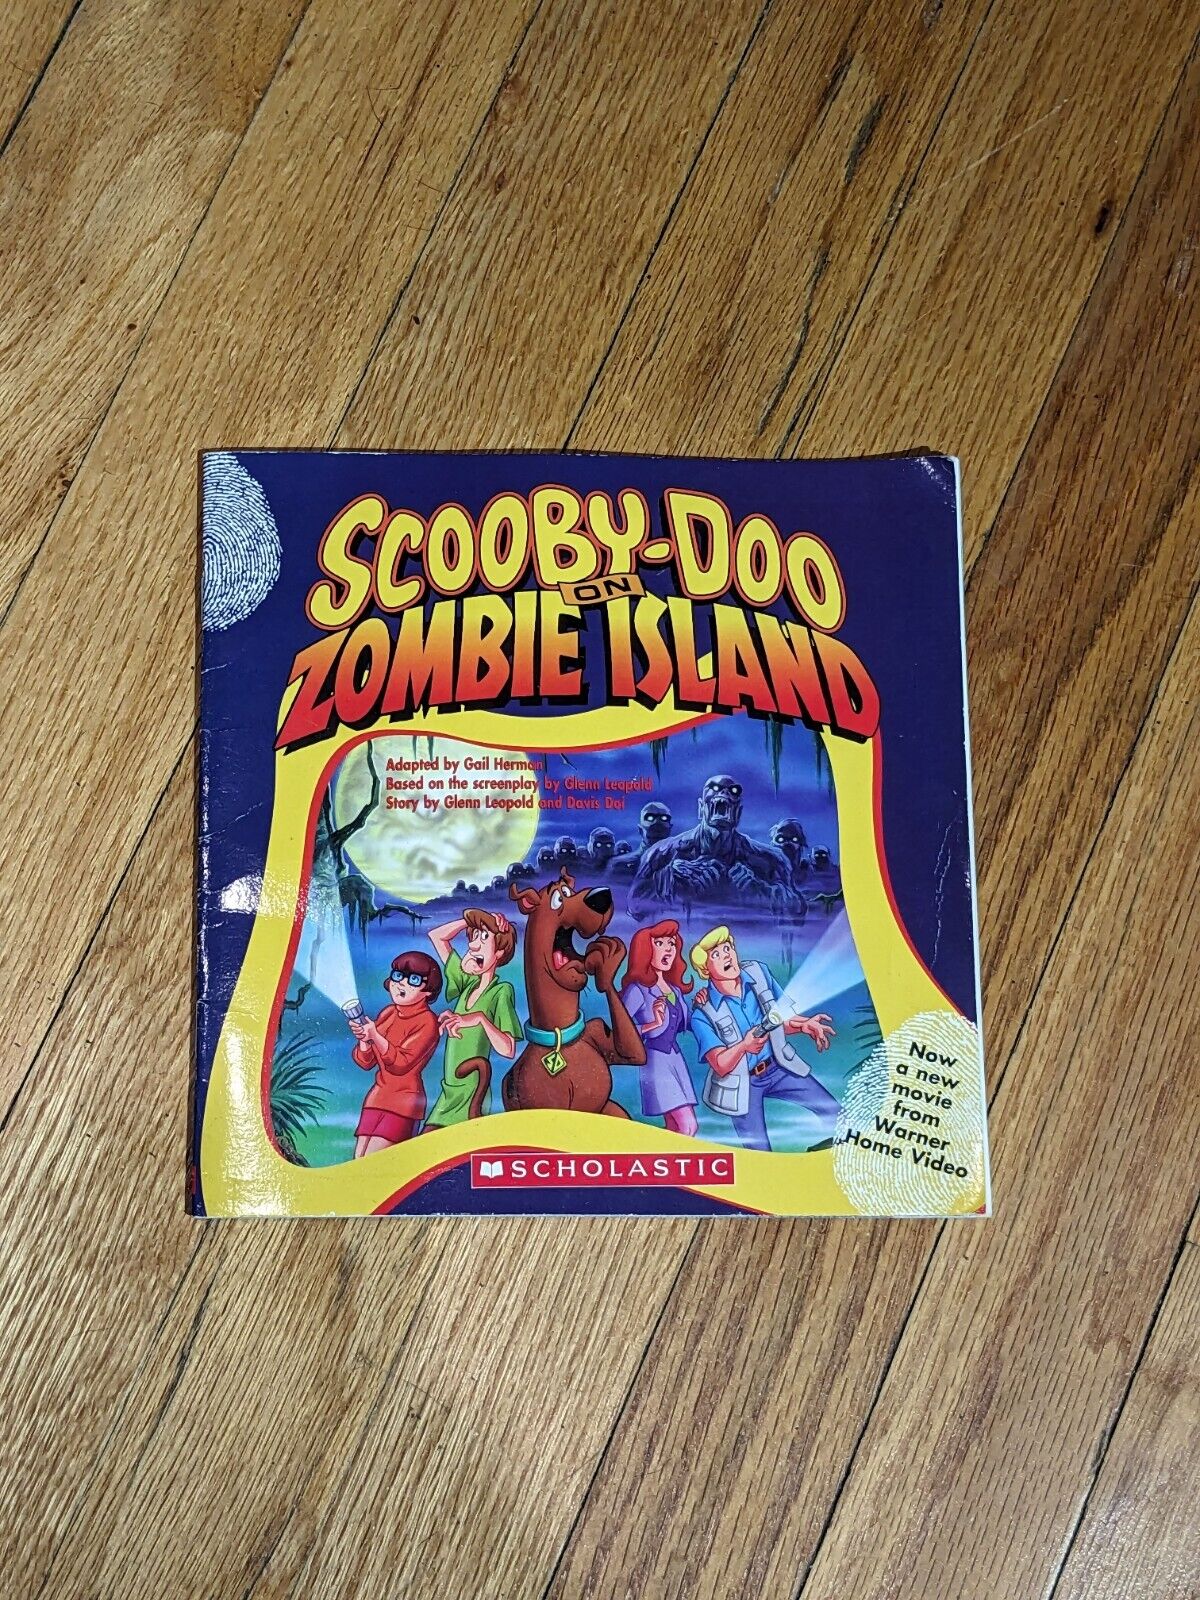 SCOOBY-DOO
ON
ZOMBIE ISLAND
Adapted by Gail Herman
Based on the screenplay by Glenn Leopold
Story by Glenn Leopold and Davis Doi
SD
Now
a new
movie
from
Warner
Home Video
SCHOLASTIC